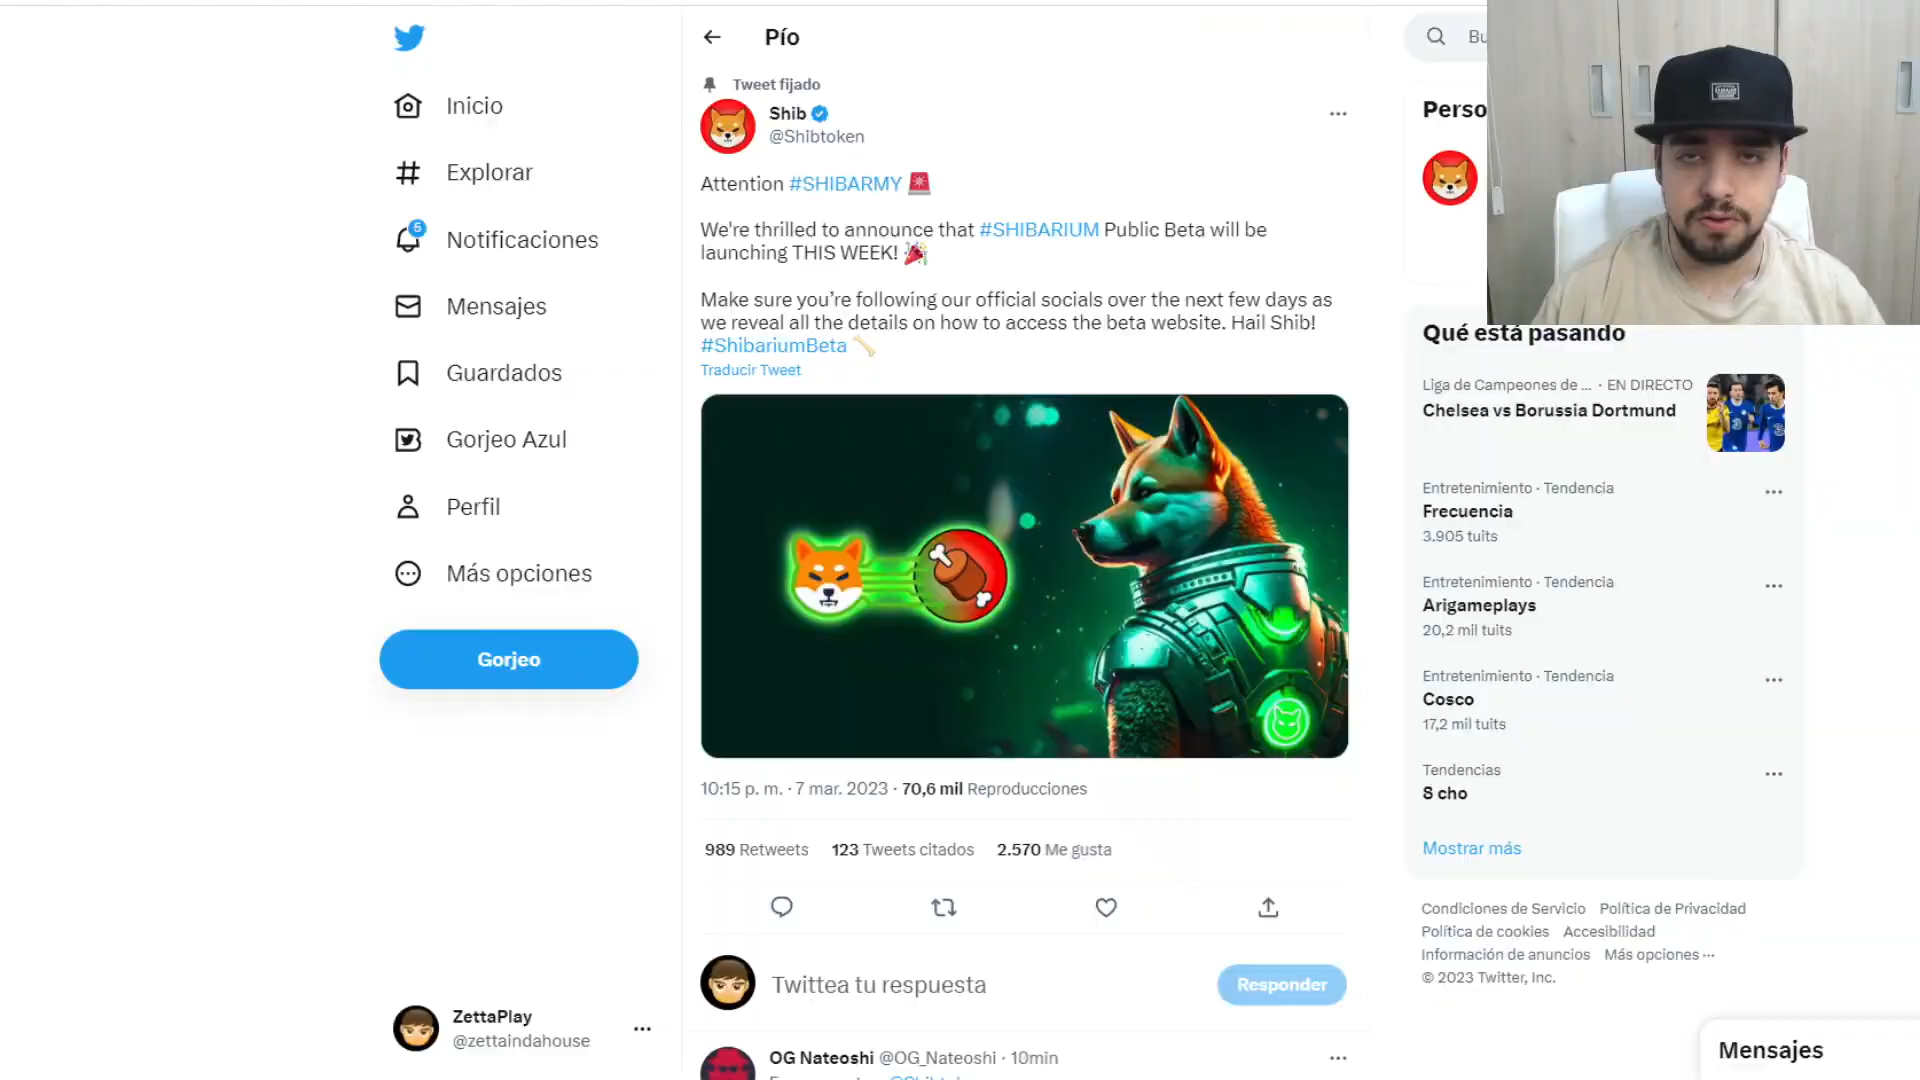 Inicio
Explorar
5
Notificaciones
Mensajes
Guardados
Gorjeo Azul
Perfil
Más opciones
Gorjeo
ZettaPlay
@zettaindahouse
Pío
Tweet fijado
Shib
@Shibtoken
Attention #SHIBARMY
We're thrilled to announce that #SHIBARIUM Public Beta will be
launching THIS WEEK!
Make sure you’re following our official socials over the next few days as
we reveal all the details on how to access the beta website. Hail Shib!
#ShibariumBeta
Traducir Tweet
10:15 p. m. · 7 mar. 2023 · 70,6 mil Reproducciones
989 Retweets 123 Tweets citados 2.570 Me gusta
Twittea tu respuesta
Responder
OG Nateoshi @OG_Nateoshi · 10min
Bu
Perso
Qué está pasando
Liga de Campeones de ... · EN DIRECTO
Chelsea vs Borussia Dortmund
Entretenimiento · Tendencia
Frecuencia
3.905 tuits
Entretenimiento · Tendencia
Arigameplays
20,2 mil tuits
Entretenimiento · Tendencia
Cosco
17,2 mil tuits
Tendencias
8 cho
Mostrar más
Condiciones de Servicio Política de Privacidad
Política de cookies Accesibilidad
Información de anuncios Más opciones ···
© 2023 Twitter, Inc.
Mensajes